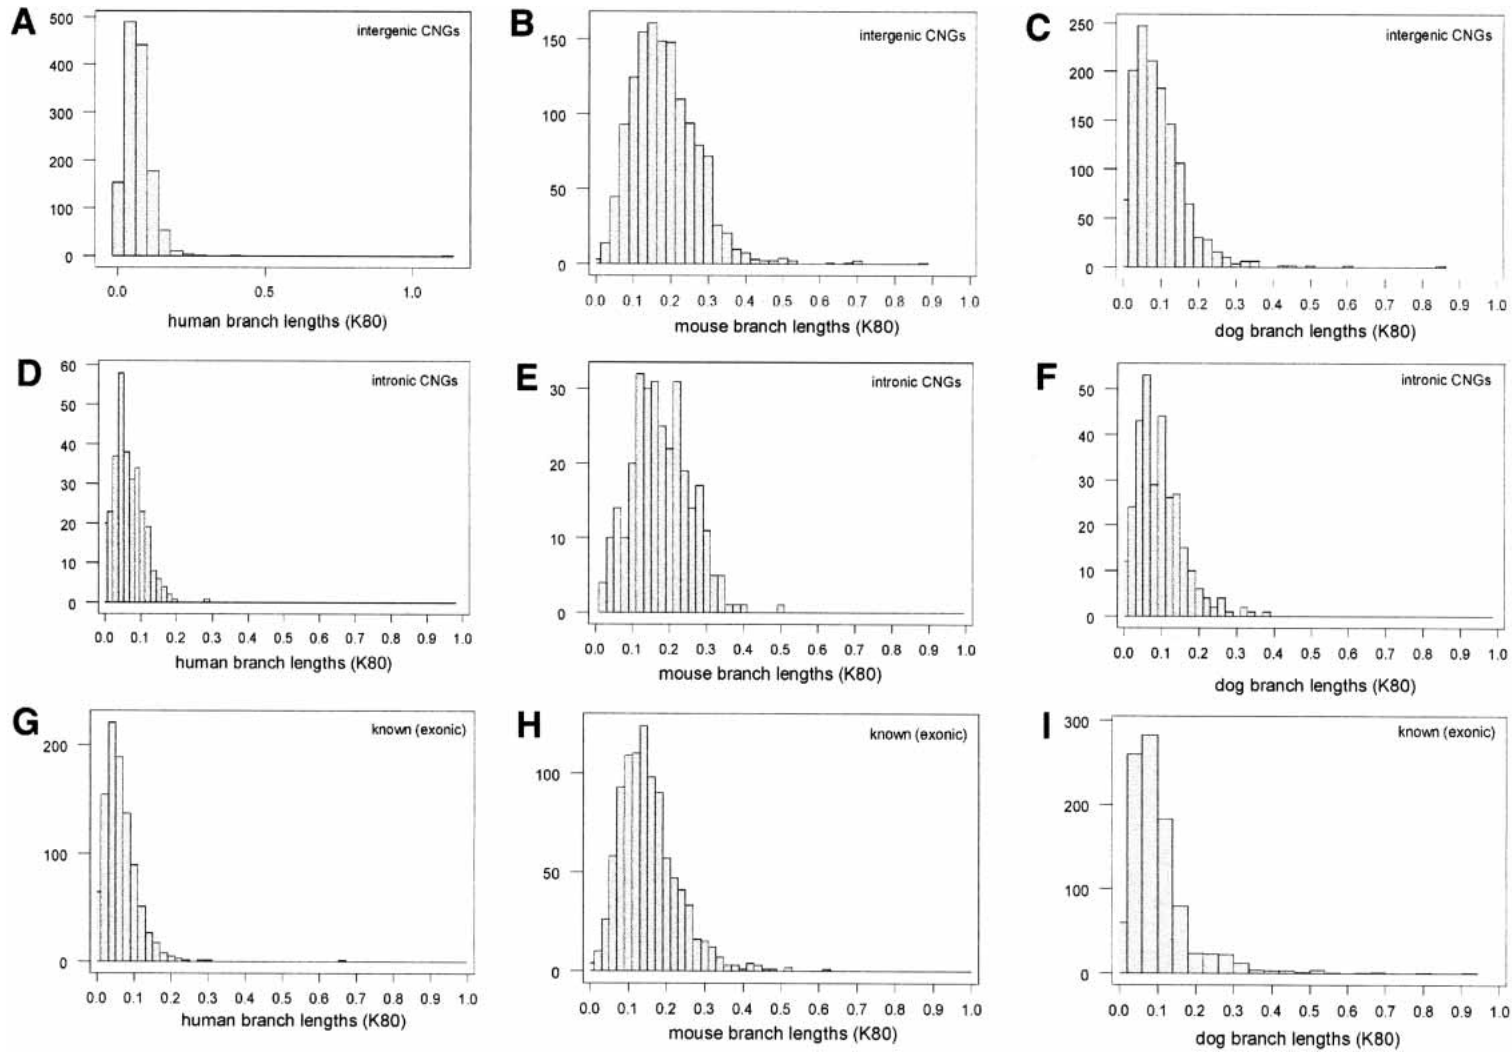 A
intergenic CNGs
500
400
300
200
100
0
0.0 0.5 1.0
human branch lengths (K80)
B
intergenic CNGs
150
100
50
0
0.0 0.1 0.2 0.3 0.4 0.5 0.6 0.7 0.8 0.9 1.0
mouse branch lengths (K80)
C
intergenic CNGs
250
200
150
100
50
0
0.0 0.1 0.2 0.3 0.4 0.5 0.6 0.7 0.8 0.9 1.0
dog branch lengths (K80)
D
intronic CNGs
60
50
40
30
20
10
0
0.0 0.1 0.2 0.3 0.4 0.5 0.6 0.7 0.8 0.9 1.0
human branch lengths (K80)
E
intronic CNGs
30
20
10
0
0.0 0.1 0.2 0.3 0.4 0.5 0.6 0.7 0.8 0.9 1.0
mouse branch lengths (K80)
F
intronic CNGs
50
40
30
20
10
0
0.0 0.1 0.2 0.3 0.4 0.5 0.6 0.7 0.8 0.9 1.0
dog branch lengths (K80)
G
known (exonic)
200
100
0
0.0 0.1 0.2 0.3 0.4 0.5 0.6 0.7 0.8 0.9 1.0
human branch lengths (K80)
H
known (exonic)
100
50
0
0.0 0.1 0.2 0.3 0.4 0.5 0.6 0.7 0.8 0.9 1.0
mouse branch lengths (K80)
I
known (exonic)
300
200
100
0
0.0 0.1 0.2 0.3 0.4 0.5 0.6 0.7 0.8 0.9 1.0
dog branch lengths (K80)